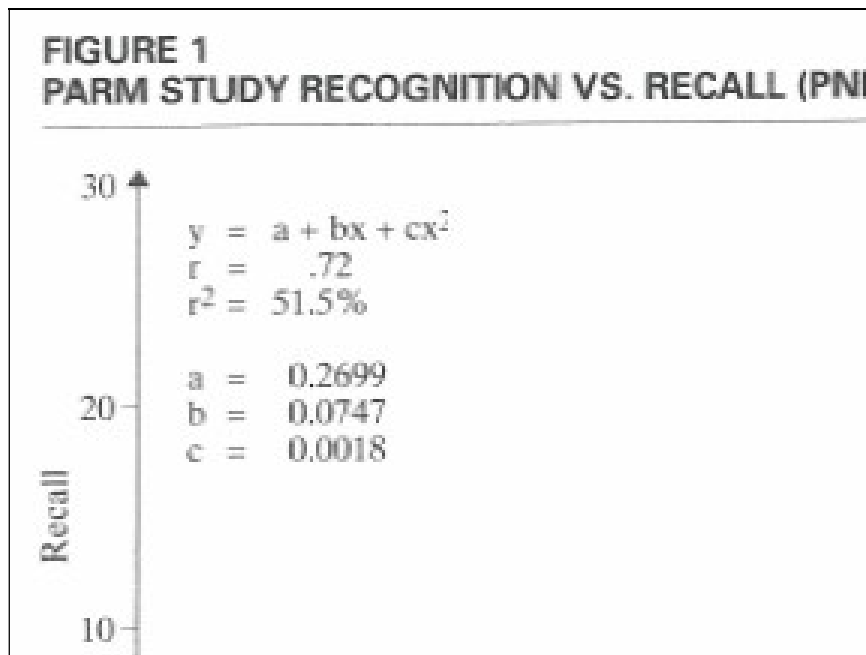 FIGURE 1
PARM STUDY RECOGNITION VS. RECALL
30
y = a + bx + cx²
r = .72
r² = 51.5%
a = 0.2699
20
b = 0.0747
c = 0.0018
Recall
10